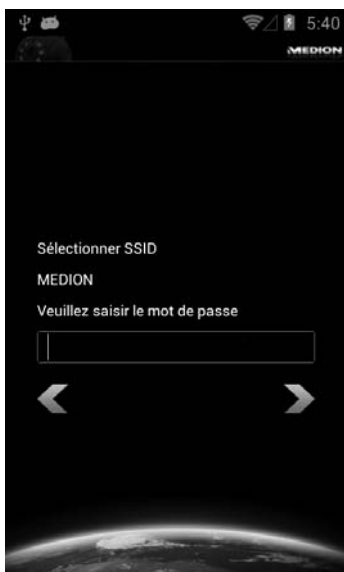 5:40
MEDION
Sélectionner SSID
MEDION
Veuillez saisir le mot de passe